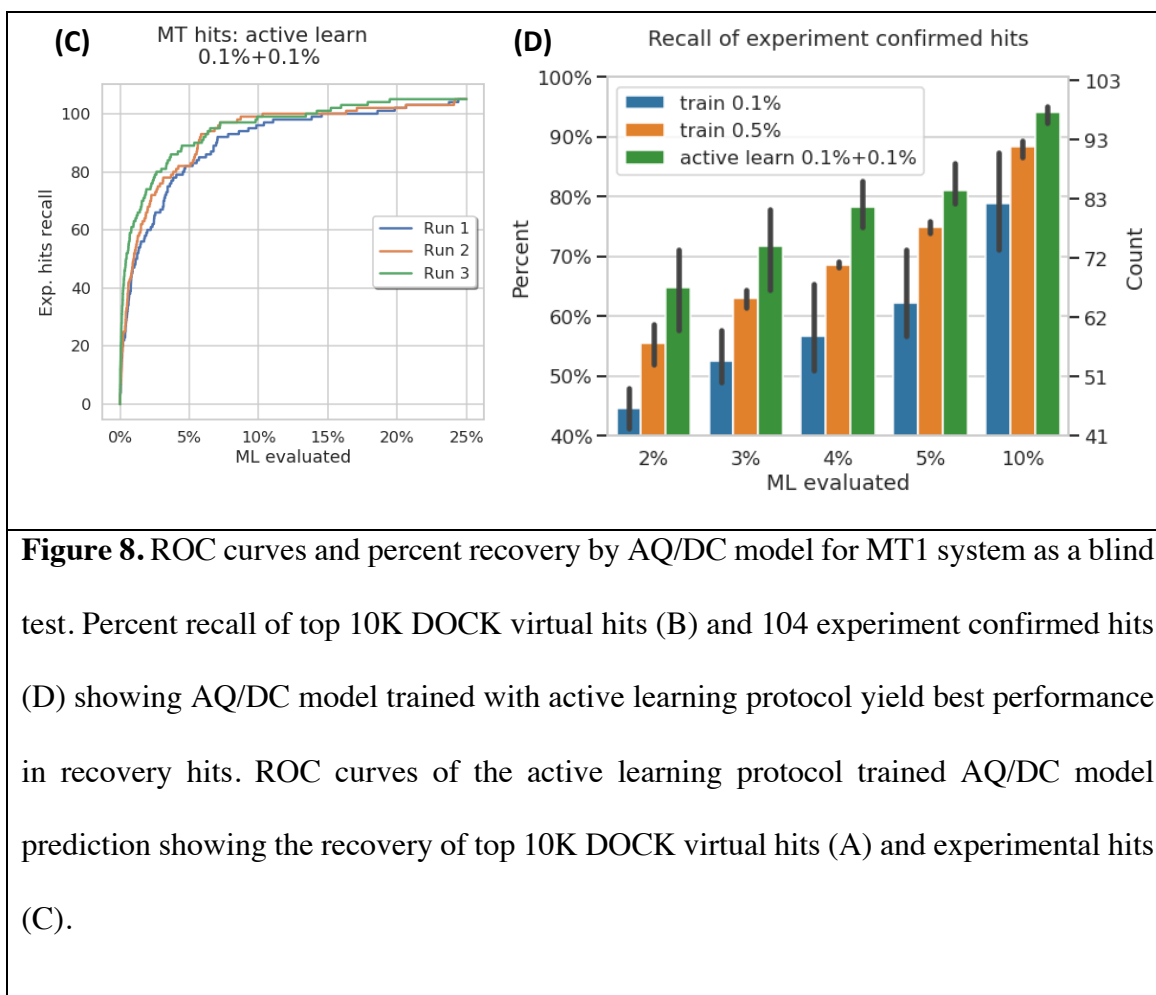 (C)
MT hits: active learn
0.1%+0.1%
Exp. hits recall
100
80
60
40
20
0
Run 1
Run 2
Run 3
0% 5% 10% 15% 20% 25%
ML evaluated
(D)
Recall of experiment confirmed hits
train 0.1%
train 0.5%
active learn 0.1%+0.1%
Percent
100%
90%
80%
70%
60%
50%
40%
103
93
83
72
62
51
41
Count
2% 3% 4% 5% 10%
ML evaluated
Figure 8. ROC curves and percent recovery by AQ/DC model for MT1 system as a blind
test. Percent recall of top 10K DOCK virtual hits (B) and 104 experiment confirmed hits
(D) showing AQ/DC model trained with active learning protocol yield best performance
in recovery hits. ROC curves of the active learning protocol trained AQ/DC model
prediction showing the recovery of top 10K DOCK virtual hits (A) and experimental hits
(C).